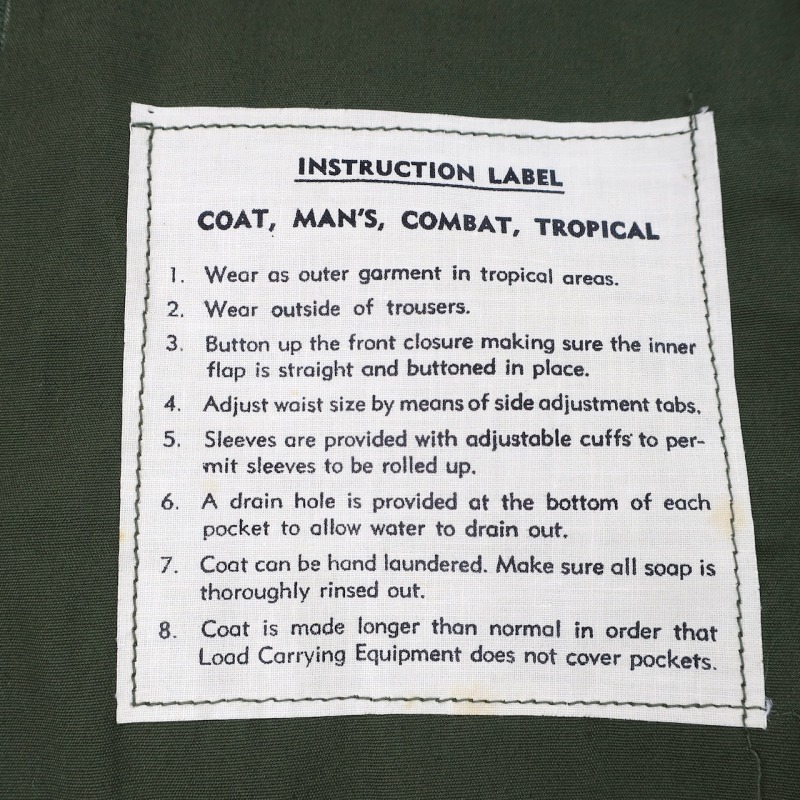 INSTRUCTION LABEL
COAT, MAN'S, COMBAT, TROPICAL
1. Wear as outer garment in tropical areas.
2. Wear outside of trousers.
3. Button up the front closure making sure the inner
flap is straight and buttoned in place.
4. Adjust waist size by means of side adjustment tabs.
5. Sleeves are provided with adjustable cuffs to per-
mit sleeves to be rolled up.
6. A drain hole is provided at the bottom of each
pocket to allow water to drain out.
7. Coat can be hand laundered. Make sure all soap is
thoroughly rinsed out.
8. Coat is made longer than normal in order that
Load Carrying Equipment does not cover pockets.